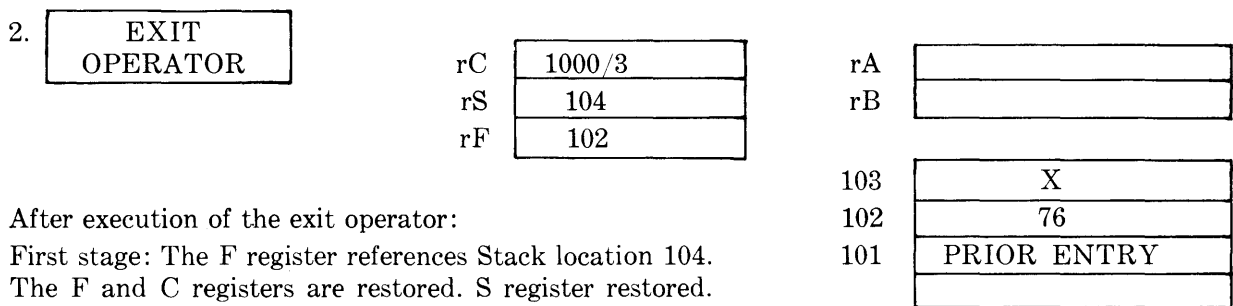 2. EXIT
OPERATOR
rC 1000/3
rS 104
rF 102
rA
rB
103 X
102 76
101 PRIOR ENTRY
After execution of the exit operator:
First stage: The F register references Stack location 104.
The F and C registers are restored. S register restored.